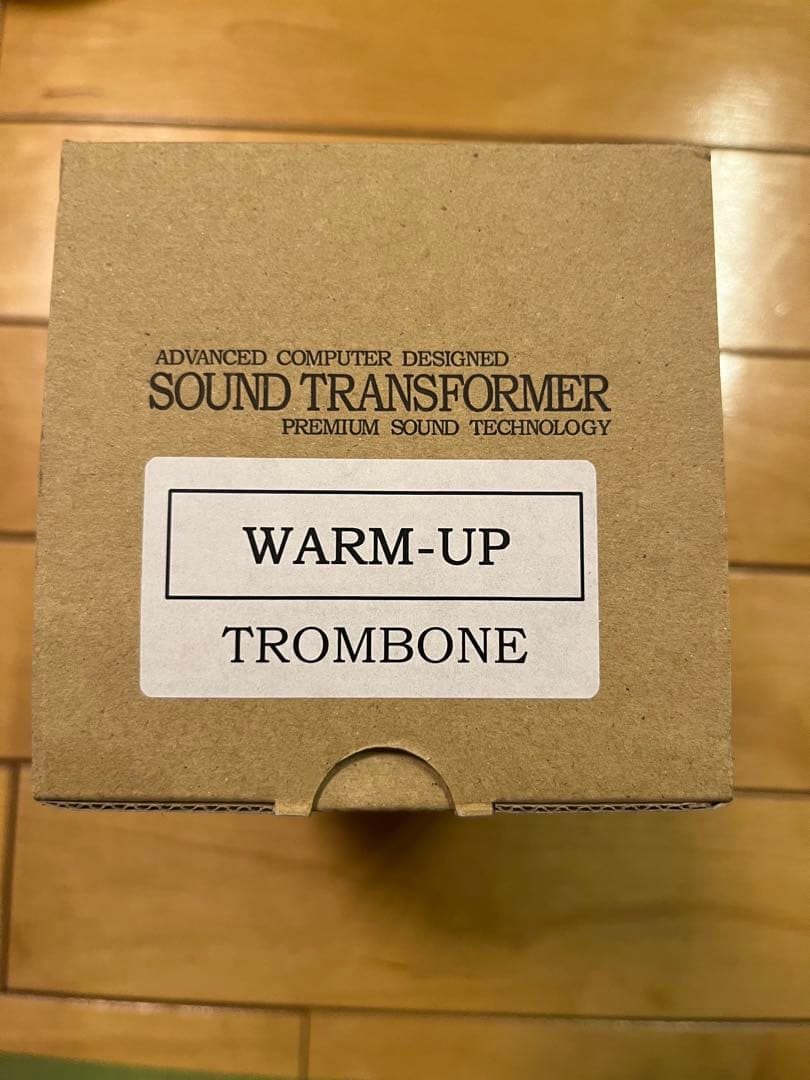 ADVANCED COMPUTER DESIGNED
SOUND TRANSFORMER
PREMIUM SOUND TECHNOLOGY
WARM-UP
TROMBONE